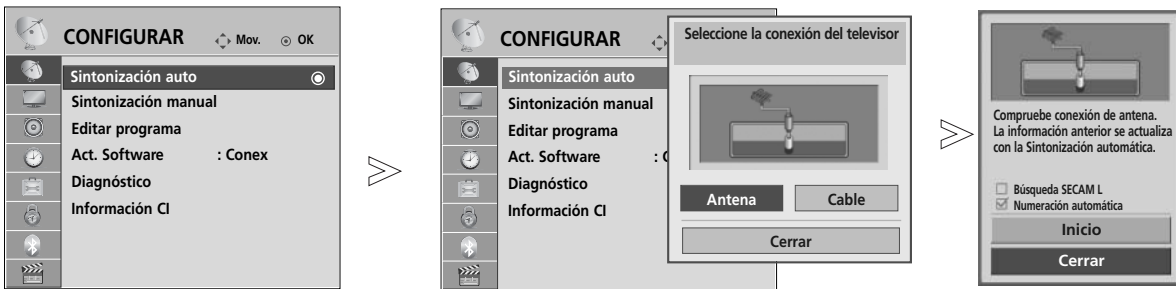 CONFIGURAR Mov. OK
Sintonización auto
Sintonización manual
Editar programa
Act. Software : Conex
Diagnóstico
Información CI
CONFIGURAR
Sintonización auto
Sintonización manual
Editar programa
Act. Software :
Diagnóstico
Información CI
Seleccione la conexión del televisor
Antena Cable
Cerrar
Compruebe conexión de antena.
La información anterior se actualiza
con la Sintonización automática.
Búsqueda SECAM L
Numeración automática
Inicio
Cerrar